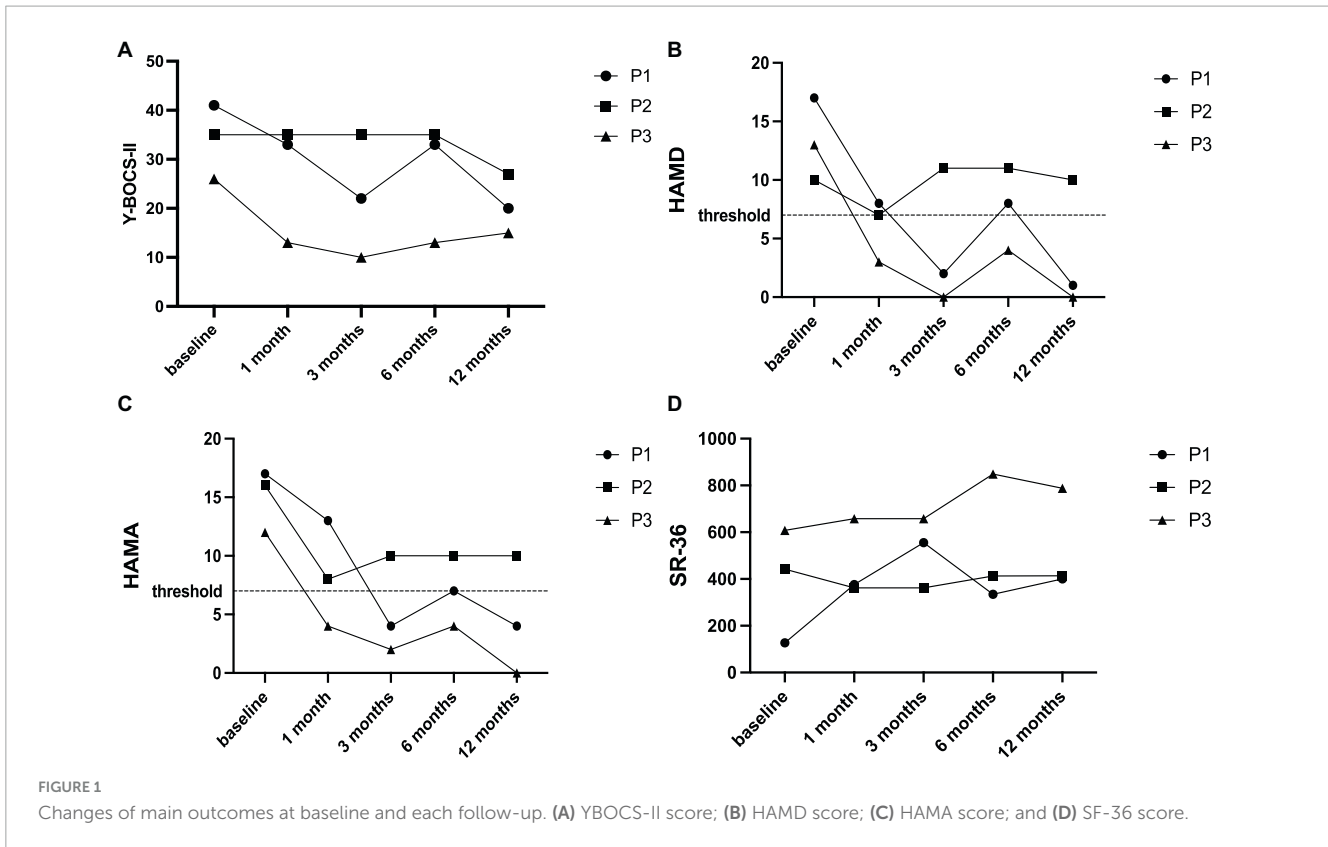 A
Y-BOCS-II
50
40
30
20
10
0
baseline
1 month
3 months
6 months
12 months
P1
P2
P3
B
HAMD
20
15
10
threshold
5
0
baseline
1 month
3 months
6 months
12 months
P1
P2
P3
C
HAMA
20
15
10
threshold
5
0
baseline
1 month
3 months
6 months
12 months
P1
P2
P3
D
SR-36
1000
800
600
400
200
0
baseline
1 month
3 months
6 months
12 months
P1
P2
P3
FIGURE 1
Changes of main outcomes at baseline and each follow-up. (A) YBOCS-II score; (B) HAMD score; (C) HAMA score; and (D) SF-36 score.